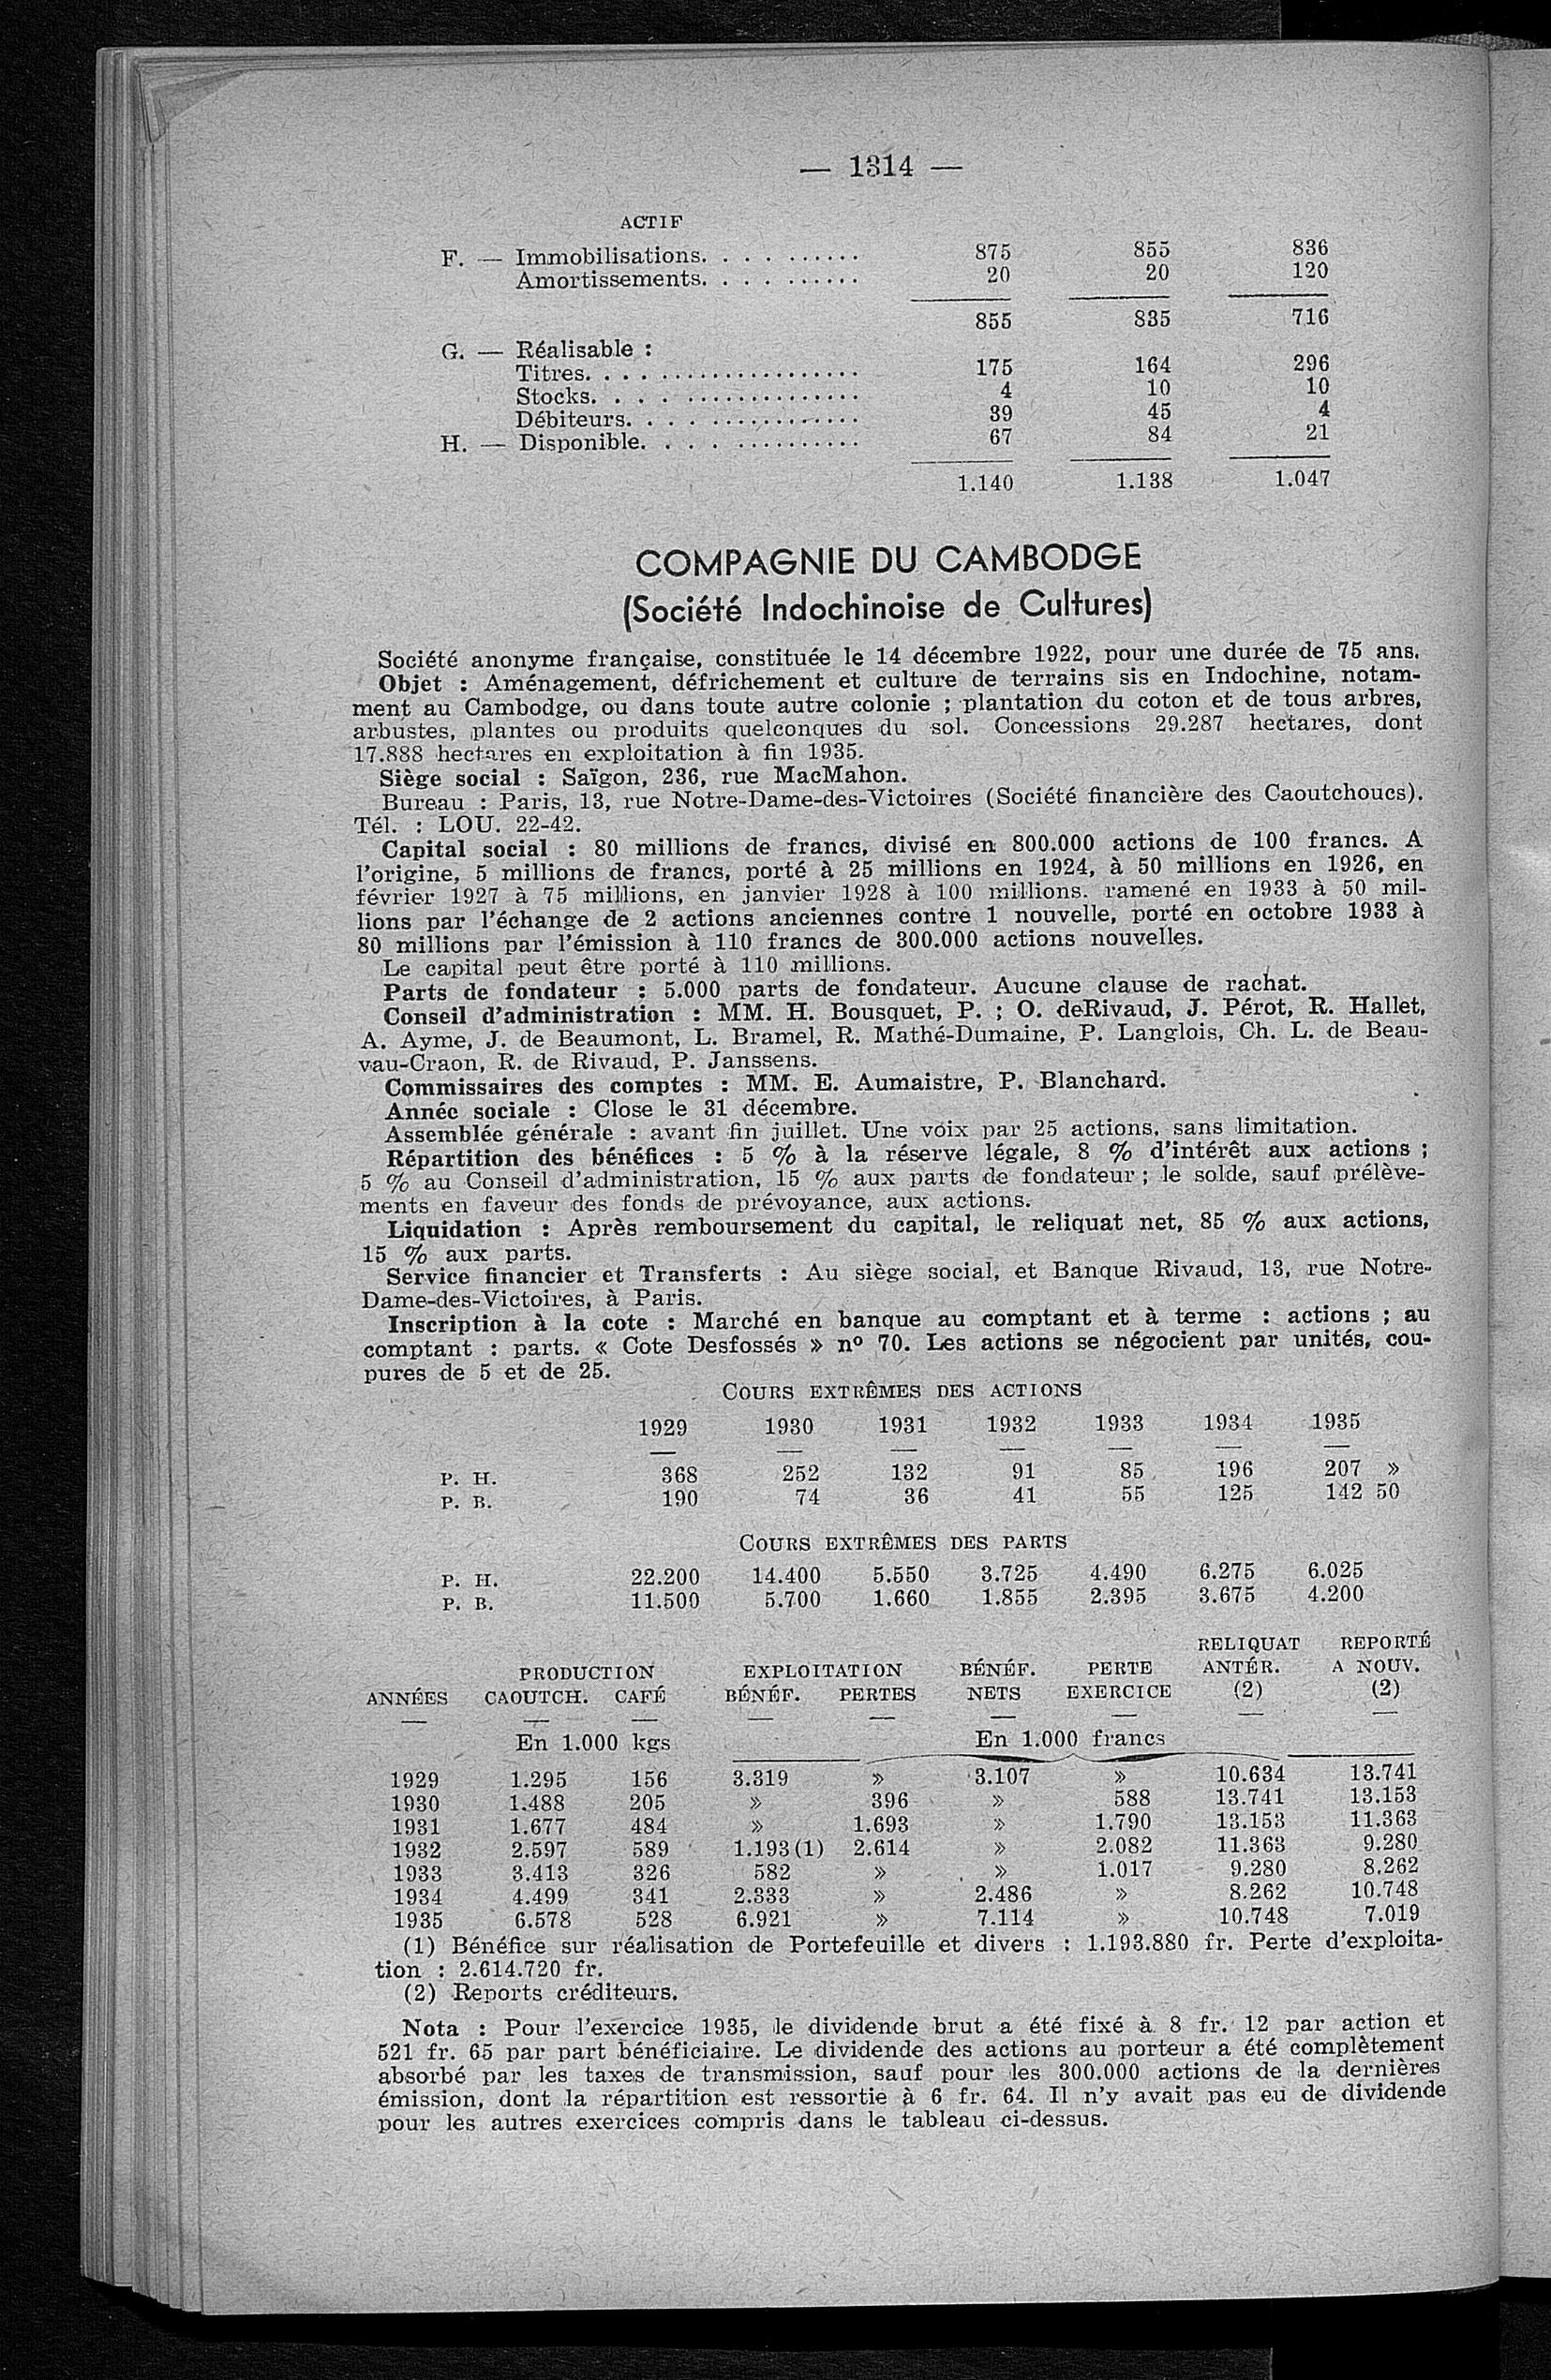 — 1314 —
ACTIF
F. — Immobilisations. . . . . . . . . . . 875 855 836
Amortissements. . . . . . . . . . . 20 20 120
855 835 716
G. — Réalisable :
Titres. . . . . . . . . . . . . . . . . . . . 175 164 296
Stocks. . . . . . . . . . . . . . . . . . . 4 10 10
Débiteurs. . . . . . . . . . . . . . . . . 39 45 4
H. — Disponible. . . . . . . . . . . . . . . 67 84 21
1.140 1.138 1.047
COMPAGNIE DU CAMBODGE
(Société Indochinoise de Cultures)
Société anonyme française, constituée le 14 décembre 1922, pour une durée de 75 ans.
Objet : Aménagement, défrichement et culture de terrains sis en Indochine, notam-
ment au Cambodge, ou dans toute autre colonie ; plantation du coton et de tous arbres,
arbustes, plantes ou produits quelconques du sol. Concessions 29.287 hectares, dont
17.888 hectares en exploitation à fin 1935.
Siège social : Saïgon, 236, rue MacMahon.
Bureau : Paris, 13, rue Notre-Dame-des-Victoires (Société financière des Caoutchoucs).
Tél. : LOU. 22-42.
Capital social : 80 millions de francs, divisé en 800.000 actions de 100 francs. A
l'origine, 5 millions de francs, porté à 25 millions en 1924, à 50 millions en 1926, en
février 1927 à 75 millions, en janvier 1928 à 100 millions. ramené en 1933 à 50 mil-
lions par l'échange de 2 actions anciennes contre 1 nouvelle, porté en octobre 1933 à
80 millions par l'émission à 110 francs de 300.000 actions nouvelles.
Le capital peut être porté à 110 millions.
Parts de fondateur : 5.000 parts de fondateur. Aucune clause de rachat.
Conseil d'administration : MM. H. Bousquet, P. ; O. deRivaud, J. Pérot, R. Hallet,
A. Ayme, J. de Beaumont, L. Bramel, R. Mathé-Dumaine, P. Langlois, Ch. L. de Beau-
vau-Craon, R. de Rivaud, P. Janssens.
Commissaires des comptes : MM. E. Aumaistre, P. Blanchard.
Année sociale : Close le 31 décembre.
Assemblée générale : avant fin juillet. Une voix par 25 actions, sans limitation.
Répartition des bénéfices : 5 % à la réserve légale, 8 % d'intérêt aux actions ;
5 % au Conseil d'administration, 15 % aux parts de fondateur ; le solde, sauf prélève-
ments en faveur des fonds de prévoyance, aux actions.
Liquidation : Après remboursement du capital, le reliquat net, 85 % aux actions,
15 % aux parts.
Service financier et Transferts : Au siège social, et Banque Rivaud, 13, rue Notre-
Dame-des-Victoires, à Paris.
Inscription à la cote : Marché en banque au comptant et à terme : actions ; au
comptant : parts. « Cote Desfossés » nº 70. Les actions se négocient par unités, cou-
pures de 5 et de 25.
COURS EXTRÊMES DES ACTIONS
1929 1930 1931 1932 1933 1934 1935
P. H. 368 252 132 91 85 196 207 »
P. B. 190 74 36 41 55 125 142 50
COURS EXTRÊMES DES PARTS
P. H. 22.200 14.400 5.550 3.725 4.490 6.275 6.025
P. B. 11.500 5.700 1.660 1.855 2.395 3.675 4.200
RELIQUAT REPORTÉ
PRODUCTION EXPLOITATION BÉNÉF. PERTE ANTÉR. A NOUV.
ANNÉES CAOUTCH. CAFÉ BÉNÉF. PERTES NETS EXERCICE (2) (2)
En 1.000 kgs En 1.000 francs
1929 1.295 156 3.319 » 3.107 » 10.634 13.741
1930 1.488 205 » 396 » 588 13.741 13.153
1931 1.677 484 » 1.693 » 1.790 13.153 11.363
1932 2.597 589 1.193 (1) 2.614 » 2.082 11.363 9.280
1933 3.413 326 582 » » 1.017 9.280 8.262
1934 4.499 341 2.333 » 2.486 » 8.262 10.748
1935 6.578 528 6.921 » 7.114 » 10.748 7.019
(1) Bénéfice sur réalisation de Portefeuille et divers : 1.193.880 fr. Perte d'exploita-
tion : 2.614.720 fr.
(2) Reports créditeurs.
Nota : Pour l'exercice 1935, le dividende brut a été fixé à 8 fr. 12 par action et
521 fr. 65 par part bénéficiaire. Le dividende des actions au porteur a été complètement
absorbé par les taxes de transmission, sauf pour les 300.000 actions de la dernières
émission, dont la répartition est ressortie à 6 fr. 64. Il n'y avait pas eu de dividende
pour les autres exercices compris dans le tableau ci-dessus.